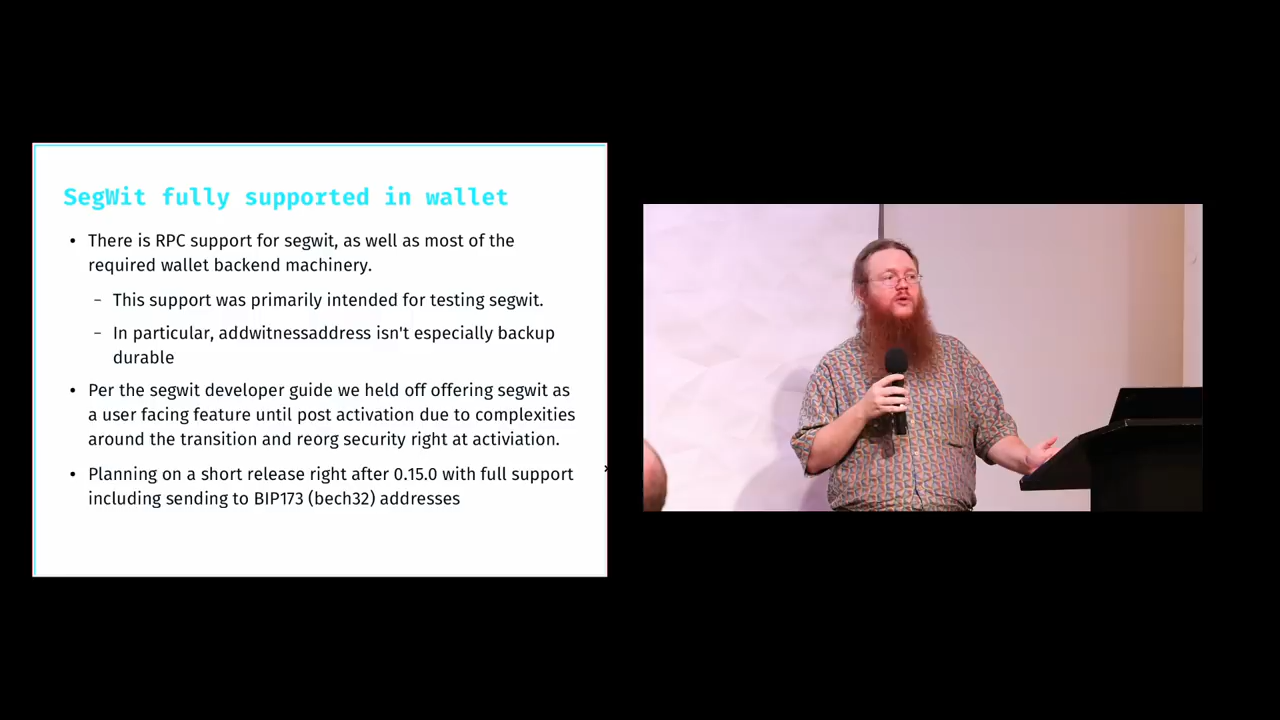 SegWit fully supported in wallet
• There is RPC support for segwit, as well as most of the
required wallet backend machinery.
– This support was primarily intended for testing segwit.
– In particular, addwitnessaddress isn't especially backup
durable
• Per the segwit developer guide we held off offering segwit as
a user facing feature until post activation due to complexities
around the transition and reorg security right at activiation.
• Planning on a short release right after 0.15.0 with full support
including sending to BIP173 (bech32) addresses